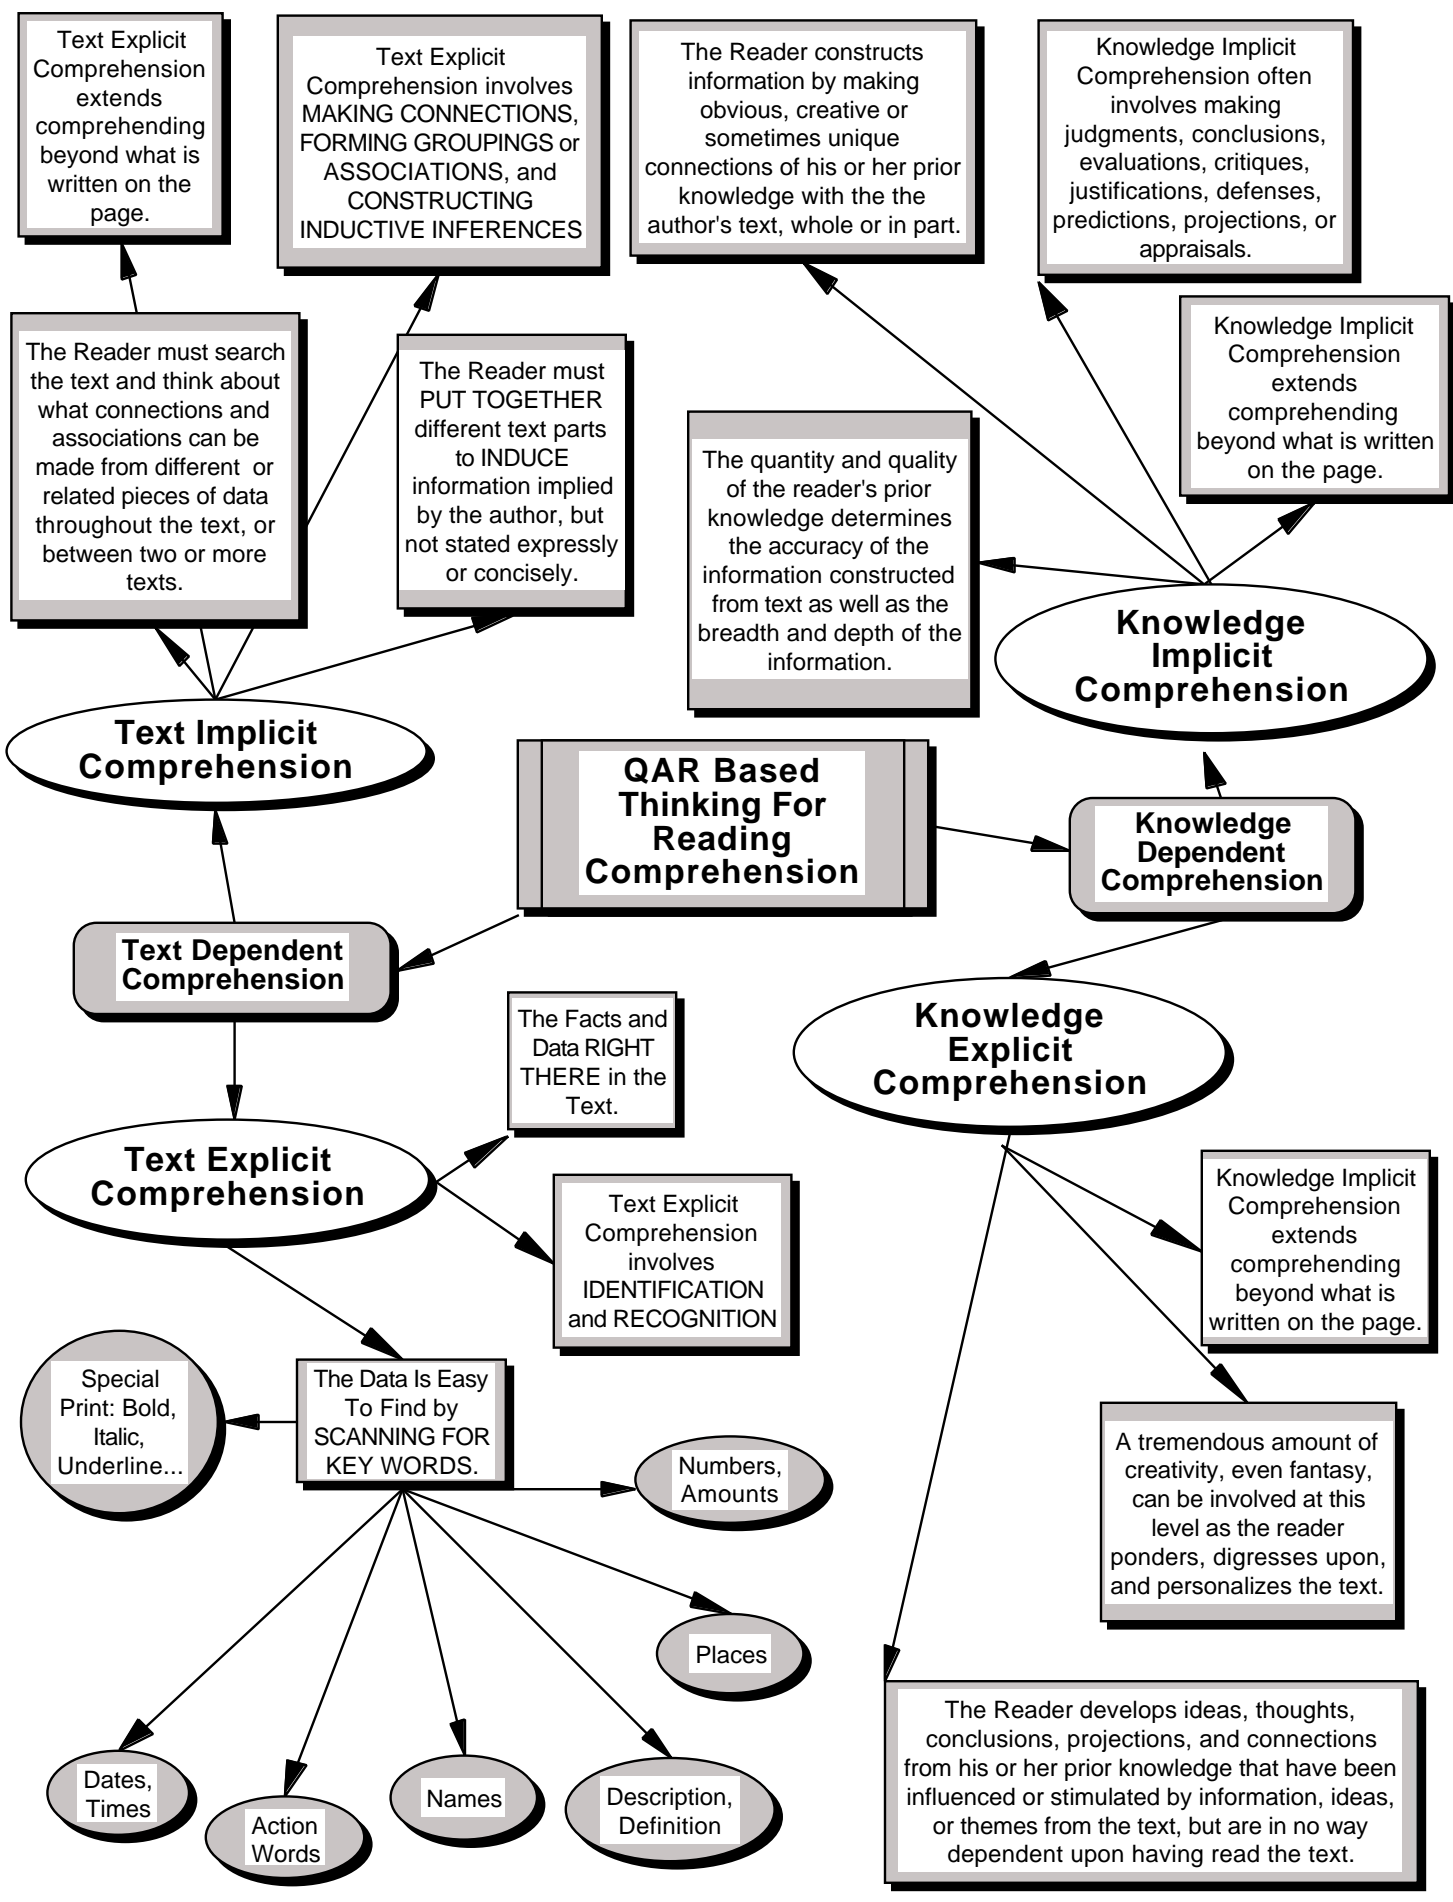 Text Explicit
Comprehension
extends
comprehending
beyond what is
written on the
page.
Text Explicit
Comprehension involves
MAKING CONNECTIONS,
FORMING GROUPINGS or
ASSOCIATIONS, and
CONSTRUCTING
INDUCTIVE INFERENCES
The Reader constructs
information by making
obvious, creative or
sometimes unique
connections of his or her prior
knowledge with the the
author's text, whole or in part.
Knowledge Implicit
Comprehension often
involves making
judgments, conclusions,
evaluations, critiques,
justifications, defenses,
predictions, projections, or
appraisals.
The Reader must search
the text and think about
what connections and
associations can be
made from different or
related pieces of data
throughout the text, or
between two or more
texts.
The Reader must
PUT TOGETHER
different text parts
to INDUCE
information implied
by the author, but
not stated expressly
or concisely.
The quantity and quality
of the reader's prior
knowledge determines
the accuracy of the
information constructed
from text as well as the
breadth and depth of the
information.
Knowledge Implicit
Comprehension
extends
comprehending
beyond what is written
on the page.
Knowledge
Implicit
Comprehension
Text Implicit
Comprehension
QAR Based
Thinking For
Reading
Comprehension
Knowledge
Dependent
Comprehension
Text Dependent
Comprehension
Knowledge
Explicit
Comprehension
The Facts and
Data RIGHT
THERE in the
Text.
Text Explicit
Comprehension
Text Explicit
Comprehension
involves
IDENTIFICATION
and RECOGNITION
Knowledge Implicit
Comprehension
extends
comprehending
beyond what is
written on the page.
Special
Print: Bold,
Italic,
Underline...
The Data Is Easy
To Find by
SCANNING FOR
KEY WORDS.
Numbers,
Amounts
A tremendous amount of
creativity, even fantasy,
can be involved at this
level as the reader
ponders, digresses upon,
and personalizes the text.
Places
Dates,
Times
Action
Words
Names
Description,
Definition
The Reader develops ideas, thoughts,
conclusions, projections, and connections
from his or her prior knowledge that have been
influenced or stimulated by information, ideas,
or themes from the text, but are in no way
dependent upon having read the text.